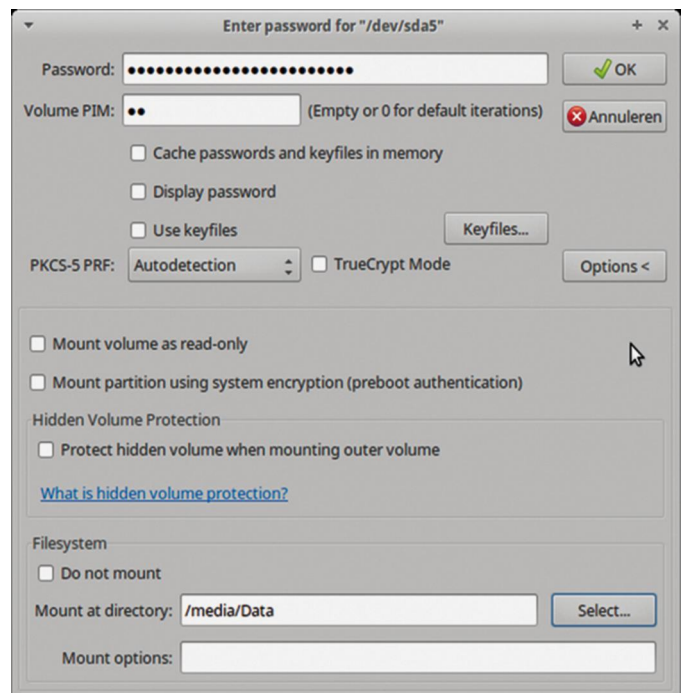 Enter password for "/dev/sda5"
Password: ●●●●●●●●●●●●●●●●●●●●●●●● OK
Volume PIM: ●● (Empty or 0 for default iterations) Annuleren
Cache passwords and keyfiles in memory
Display password
Use keyfiles Keyfiles...
PKCS-5 PRF: Autodetection TrueCrypt Mode Options <
Mount volume as read-only
Mount partition using system encryption (preboot authentication)
Hidden Volume Protection
Protect hidden volume when mounting outer volume
What is hidden volume protection?
Filesystem
Do not mount
Mount at directory: /media/Data Select...
Mount options: